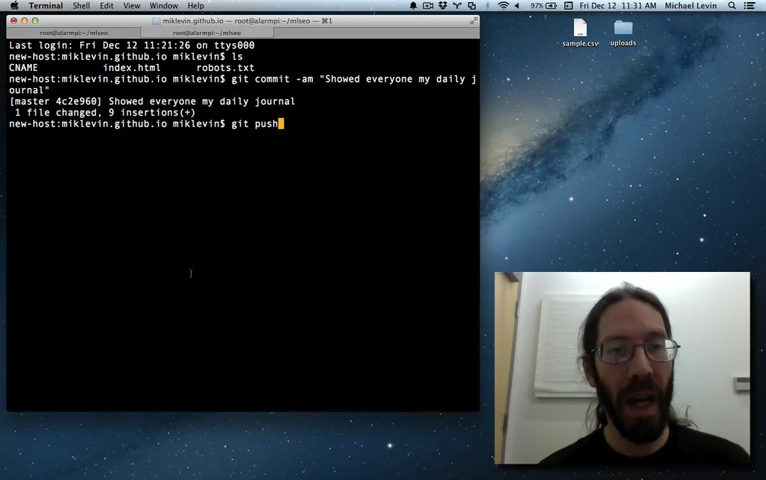 Terminal Shell Edit View Window Help
97% Fri Dec 12 11:31 AM Michael Levin
miklevin.github.io — root@alarmpi:~/mlseo — ⌘1
root@alarmpi:~/mlseo root@alarmpi:~/mlseo
Last login: Fri Dec 12 11:21:26 on ttys000
new-host:miklevin.github.io miklevin$ ls
CNAME index.html robots.txt
new-host:miklevin.github.io miklevin$ git commit -am "Showed everyone my daily j
ournal"
[master 4c2e960] Showed everyone my daily journal
1 file changed, 9 insertions(+)
new-host:miklevin.github.io miklevin$ git push
sample.csv uploads